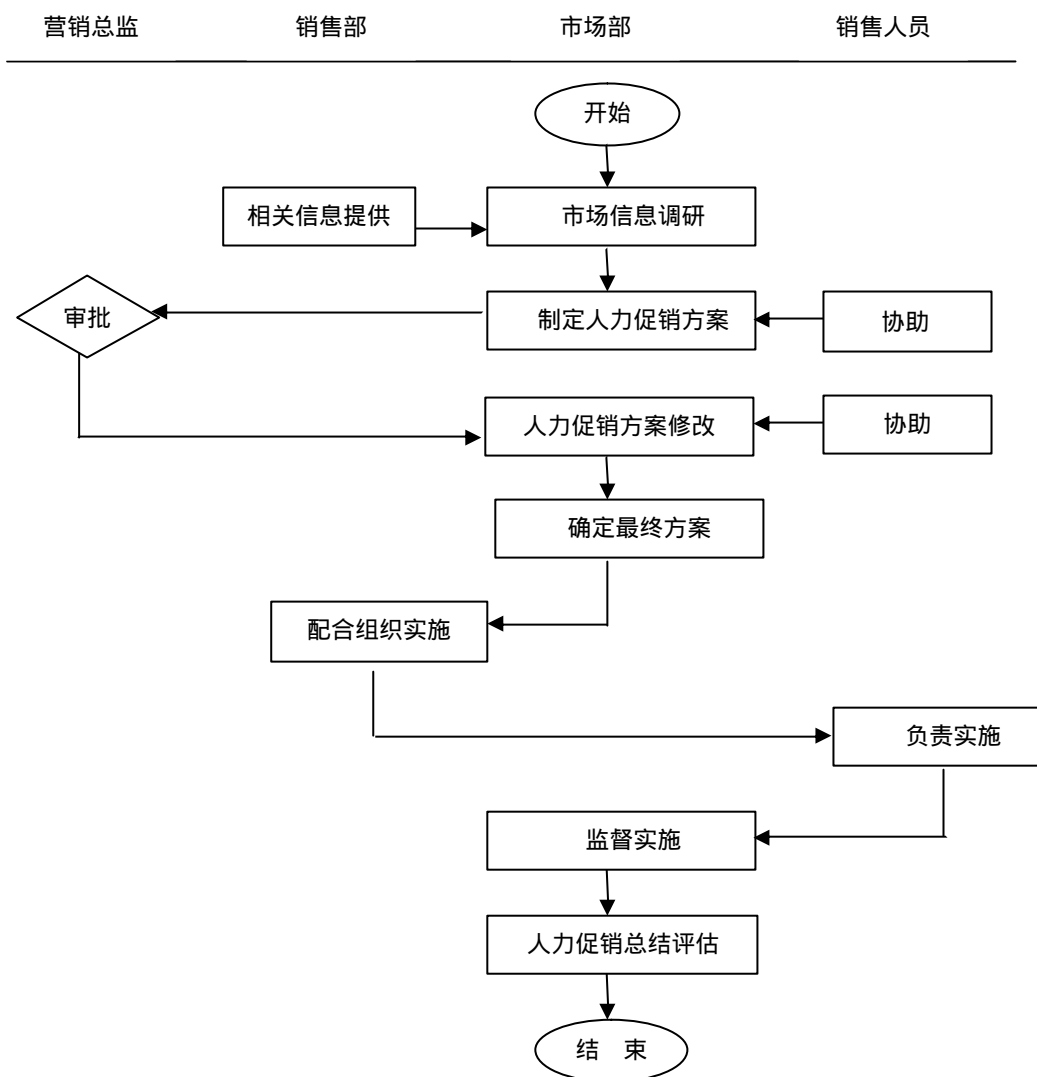 营销总监 销售部 市场部 销售人员
开始
相关信息提供 市场信息调研
审批 制定人力促销方案 协助
人力促销方案修改 协助
确定最终方案
配合组织实施
负责实施
监督实施
人力促销总结评估
结 束